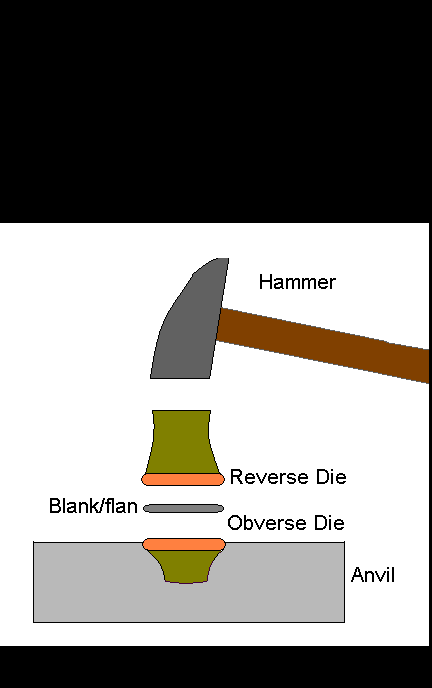 Hammer
Reverse Die
Blank/flan
Obverse Die
Anvil